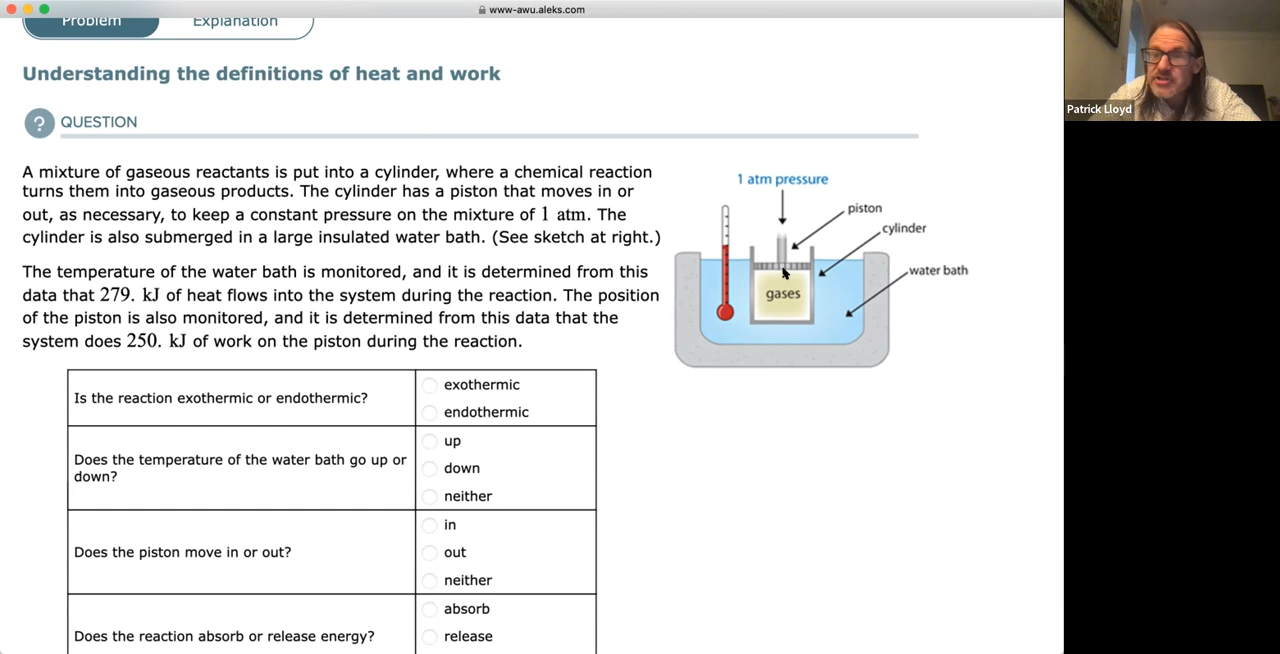 www-awu.aleks.com
Problem
Explanation
Understanding the definitions of heat and work
?
QUESTION
A mixture of gaseous reactants is put into a cylinder, where a chemical reaction
turns them into gaseous products. The cylinder has a piston that moves in or
out, as necessary, to keep a constant pressure on the mixture of 1 atm. The
cylinder is also submerged in a large insulated water bath. (See sketch at right.)
The temperature of the water bath is monitored, and it is determined from this
data that 279. kJ of heat flows into the system during the reaction. The position
of the piston is also monitored, and it is determined from this data that the
system does 250. kJ of work on the piston during the reaction.
1 atm pressure
piston
cylinder
water bath
gases
Is the reaction exothermic or endothermic?
exothermic
endothermic
Does the temperature of the water bath go up or
down?
up
down
neither
Does the piston move in or out?
in
out
neither
Does the reaction absorb or release energy?
absorb
release
Patrick Lloyd